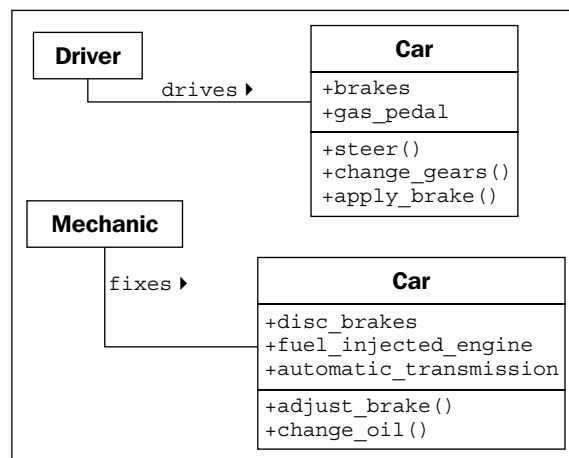 Driver
drives
Car
+brakes
+gas_pedal
+steer()
+change_gears()
+apply_brake()
Mechanic
fixes
Car
+disc_brakes
+fuel_injected_engine
+automatic_transmission
+adjust_brake()
+change_oil()